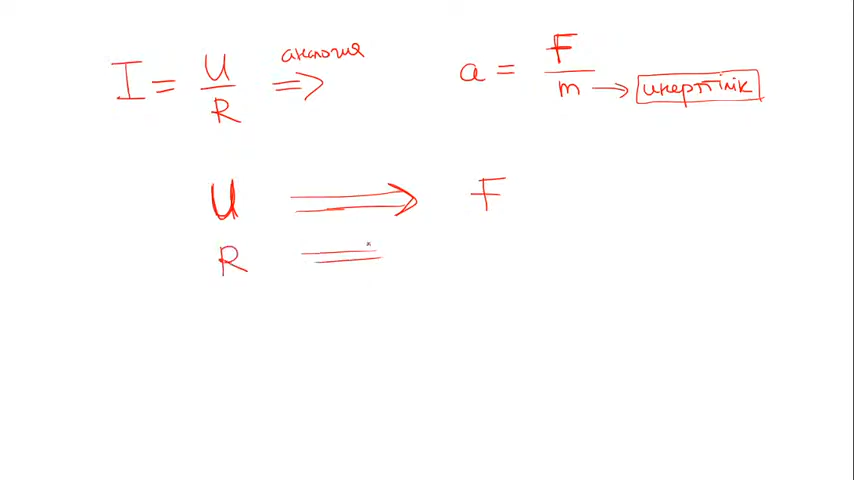 I = U/R ⇒ аналогия a = F/m → инерттілік
U ⇒ F
R =